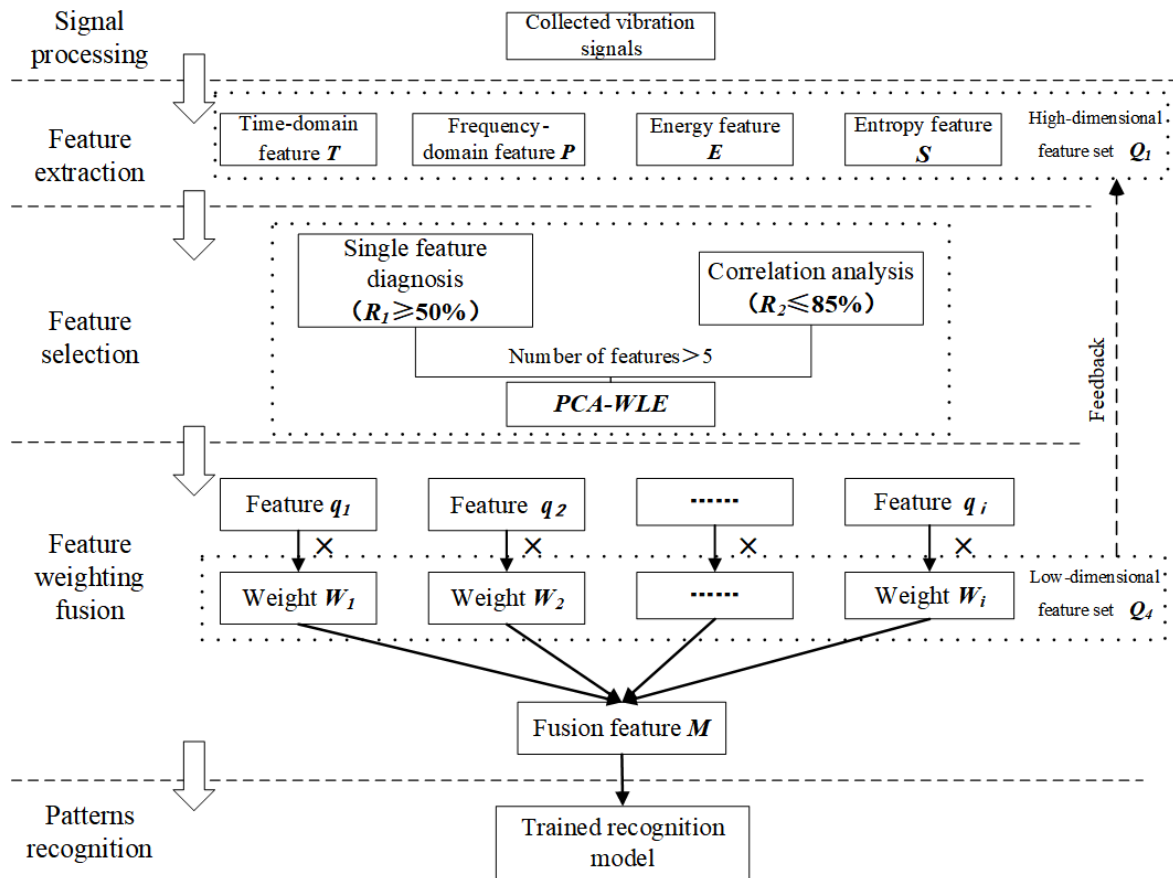 Signal
processing
Collected vibration
signals
Feature
extraction
Time-domain
feature T
Frequency-
domain feature P
Energy feature
E
Entropy feature
S
High-dimensional
feature set Q1
Feature
selection
Single feature
diagnosis
（R1≥50%）
Correlation analysis
（R2≤85%）
Number of features＞5
PCA-WLE
Feedback
Feature
weighting
fusion
Feature q1
Feature q2
······
Feature qi
×
×
×
×
Weight W1
Weight W2
······
Weight Wi
Low-dimensional
feature set Q4
Fusion feature M
Patterns
recognition
Trained recognition
model